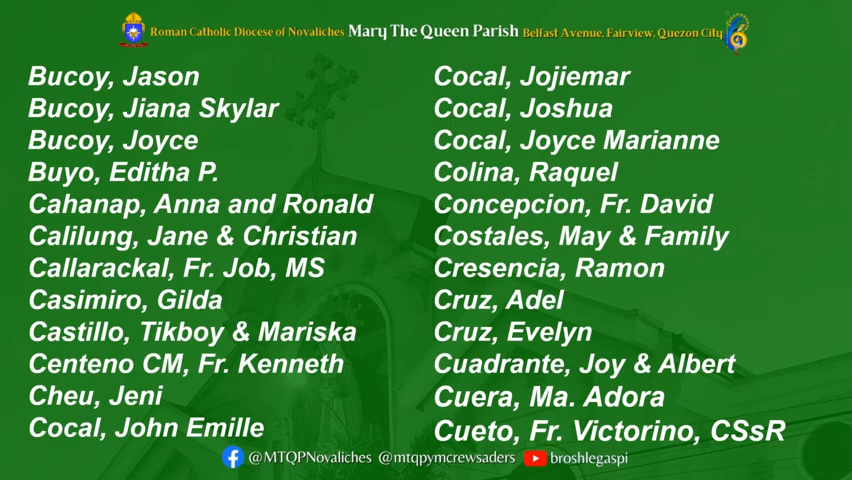 Roman Catholic Diocese of Novaliches Mary The Queen Parish Belfast Avenue, Fairview, Quezon City
Bucoy, Jason
Bucoy, Jiana Skylar
Bucoy, Joyce
Buyo, Editha P.
Cahanap, Anna and Ronald
Calilung, Jane & Christian
Callarackal, Fr. Job, MS
Casimiro, Gilda
Castillo, Tikboy & Mariska
Centeno CM, Fr. Kenneth
Cheu, Jeni
Cocal, John Emille
Cocal, Jojiemar
Cocal, Joshua
Cocal, Joyce Marianne
Colina, Raquel
Concepcion, Fr. David
Costales, May & Family
Cresencia, Ramon
Cruz, Adel
Cruz, Evelyn
Cuadrante, Joy & Albert
Cuera, Ma. Adora
Cueto, Fr. Victorino, CSsR
@MTQPNovaliches @mtqpymcrewsaders broshlegaspi